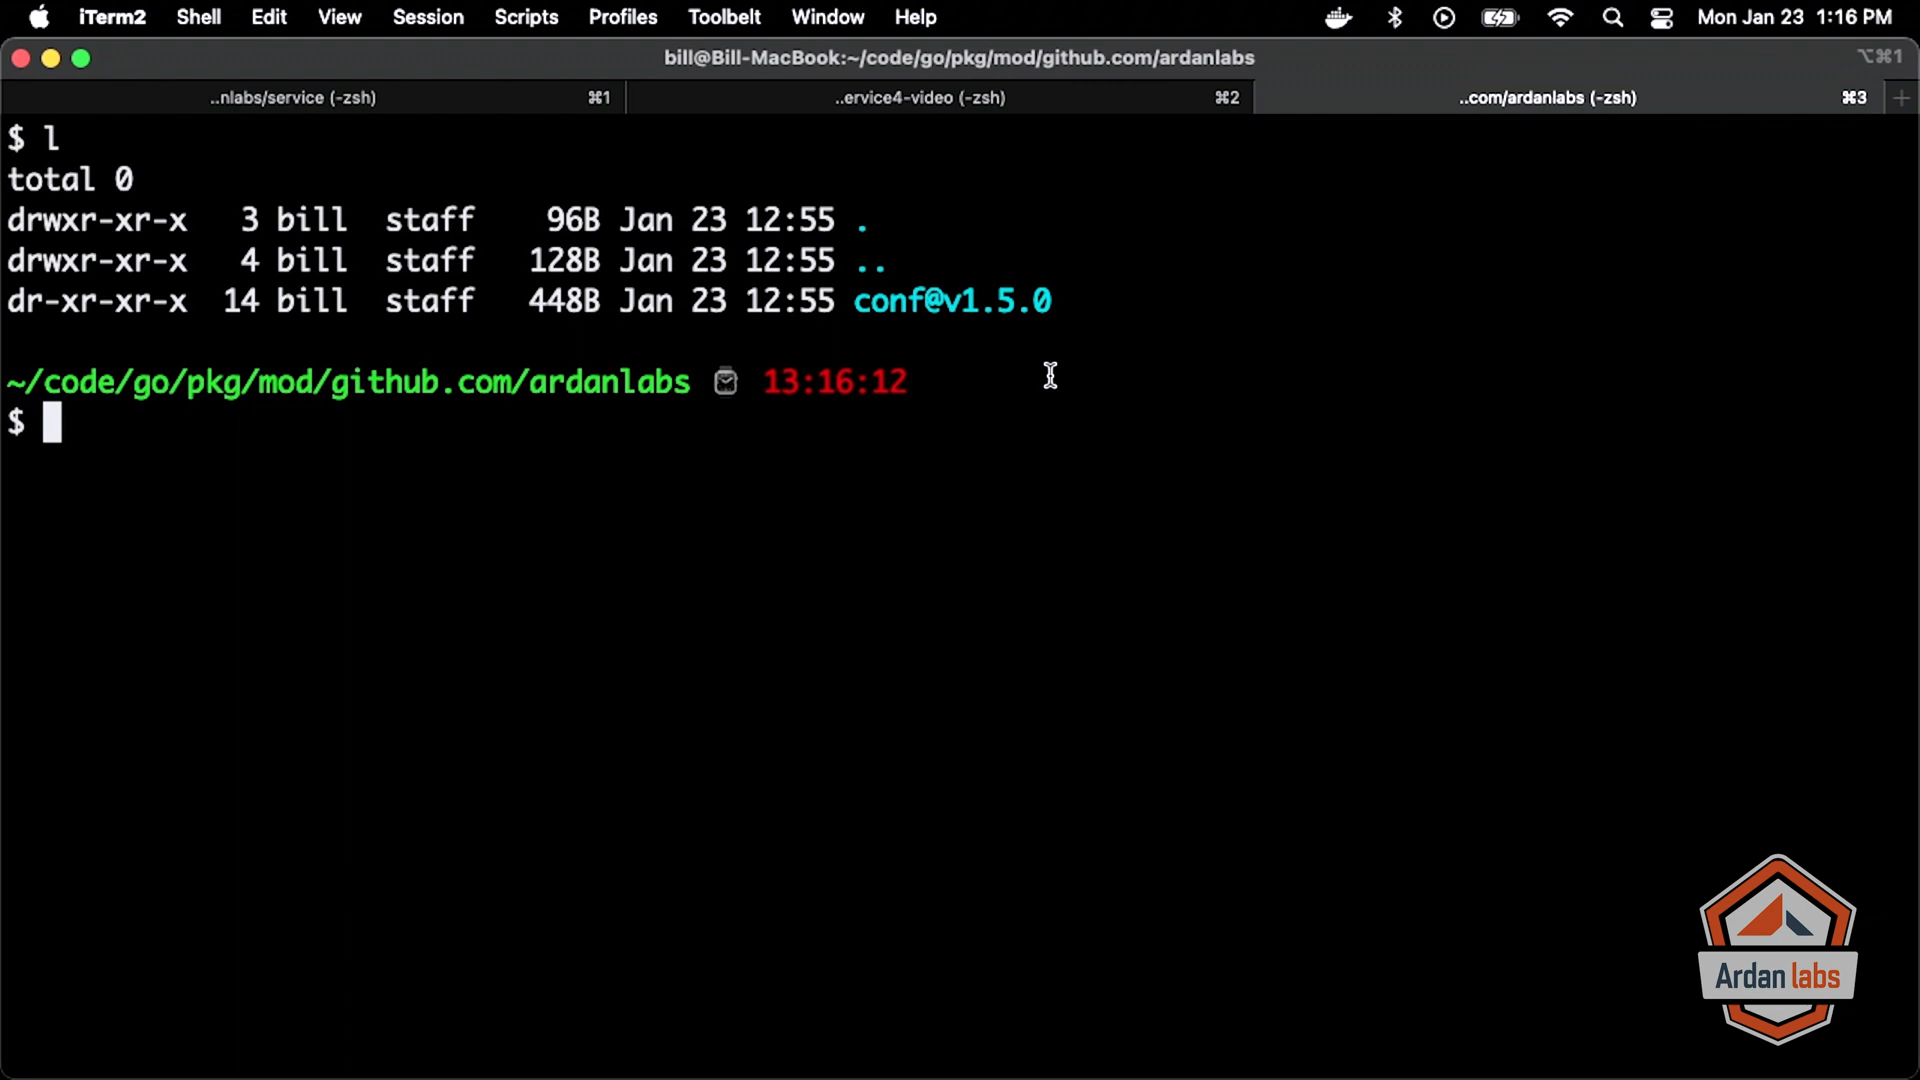 iTerm2 Shell Edit View Session Scripts Profiles Toolbelt Window Help Mon Jan 23 1:16 PM
bill@Bill-MacBook:~/code/go/pkg/mod/github.com/ardanlabs ⌥⌘1
..nlabs/service (-zsh) ⌘1 ..ervice4-video (-zsh) ⌘2 ..com/ardanlabs (-zsh) ⌘3 +
$ l
total 0
drwxr-xr-x 3 bill staff 96B Jan 23 12:55 .
drwxr-xr-x 4 bill staff 128B Jan 23 12:55 ..
dr-xr-xr-x 14 bill staff 448B Jan 23 12:55 conf@v1.5.0
~/code/go/pkg/mod/github.com/ardanlabs 13:16:12
$
Ardan labs